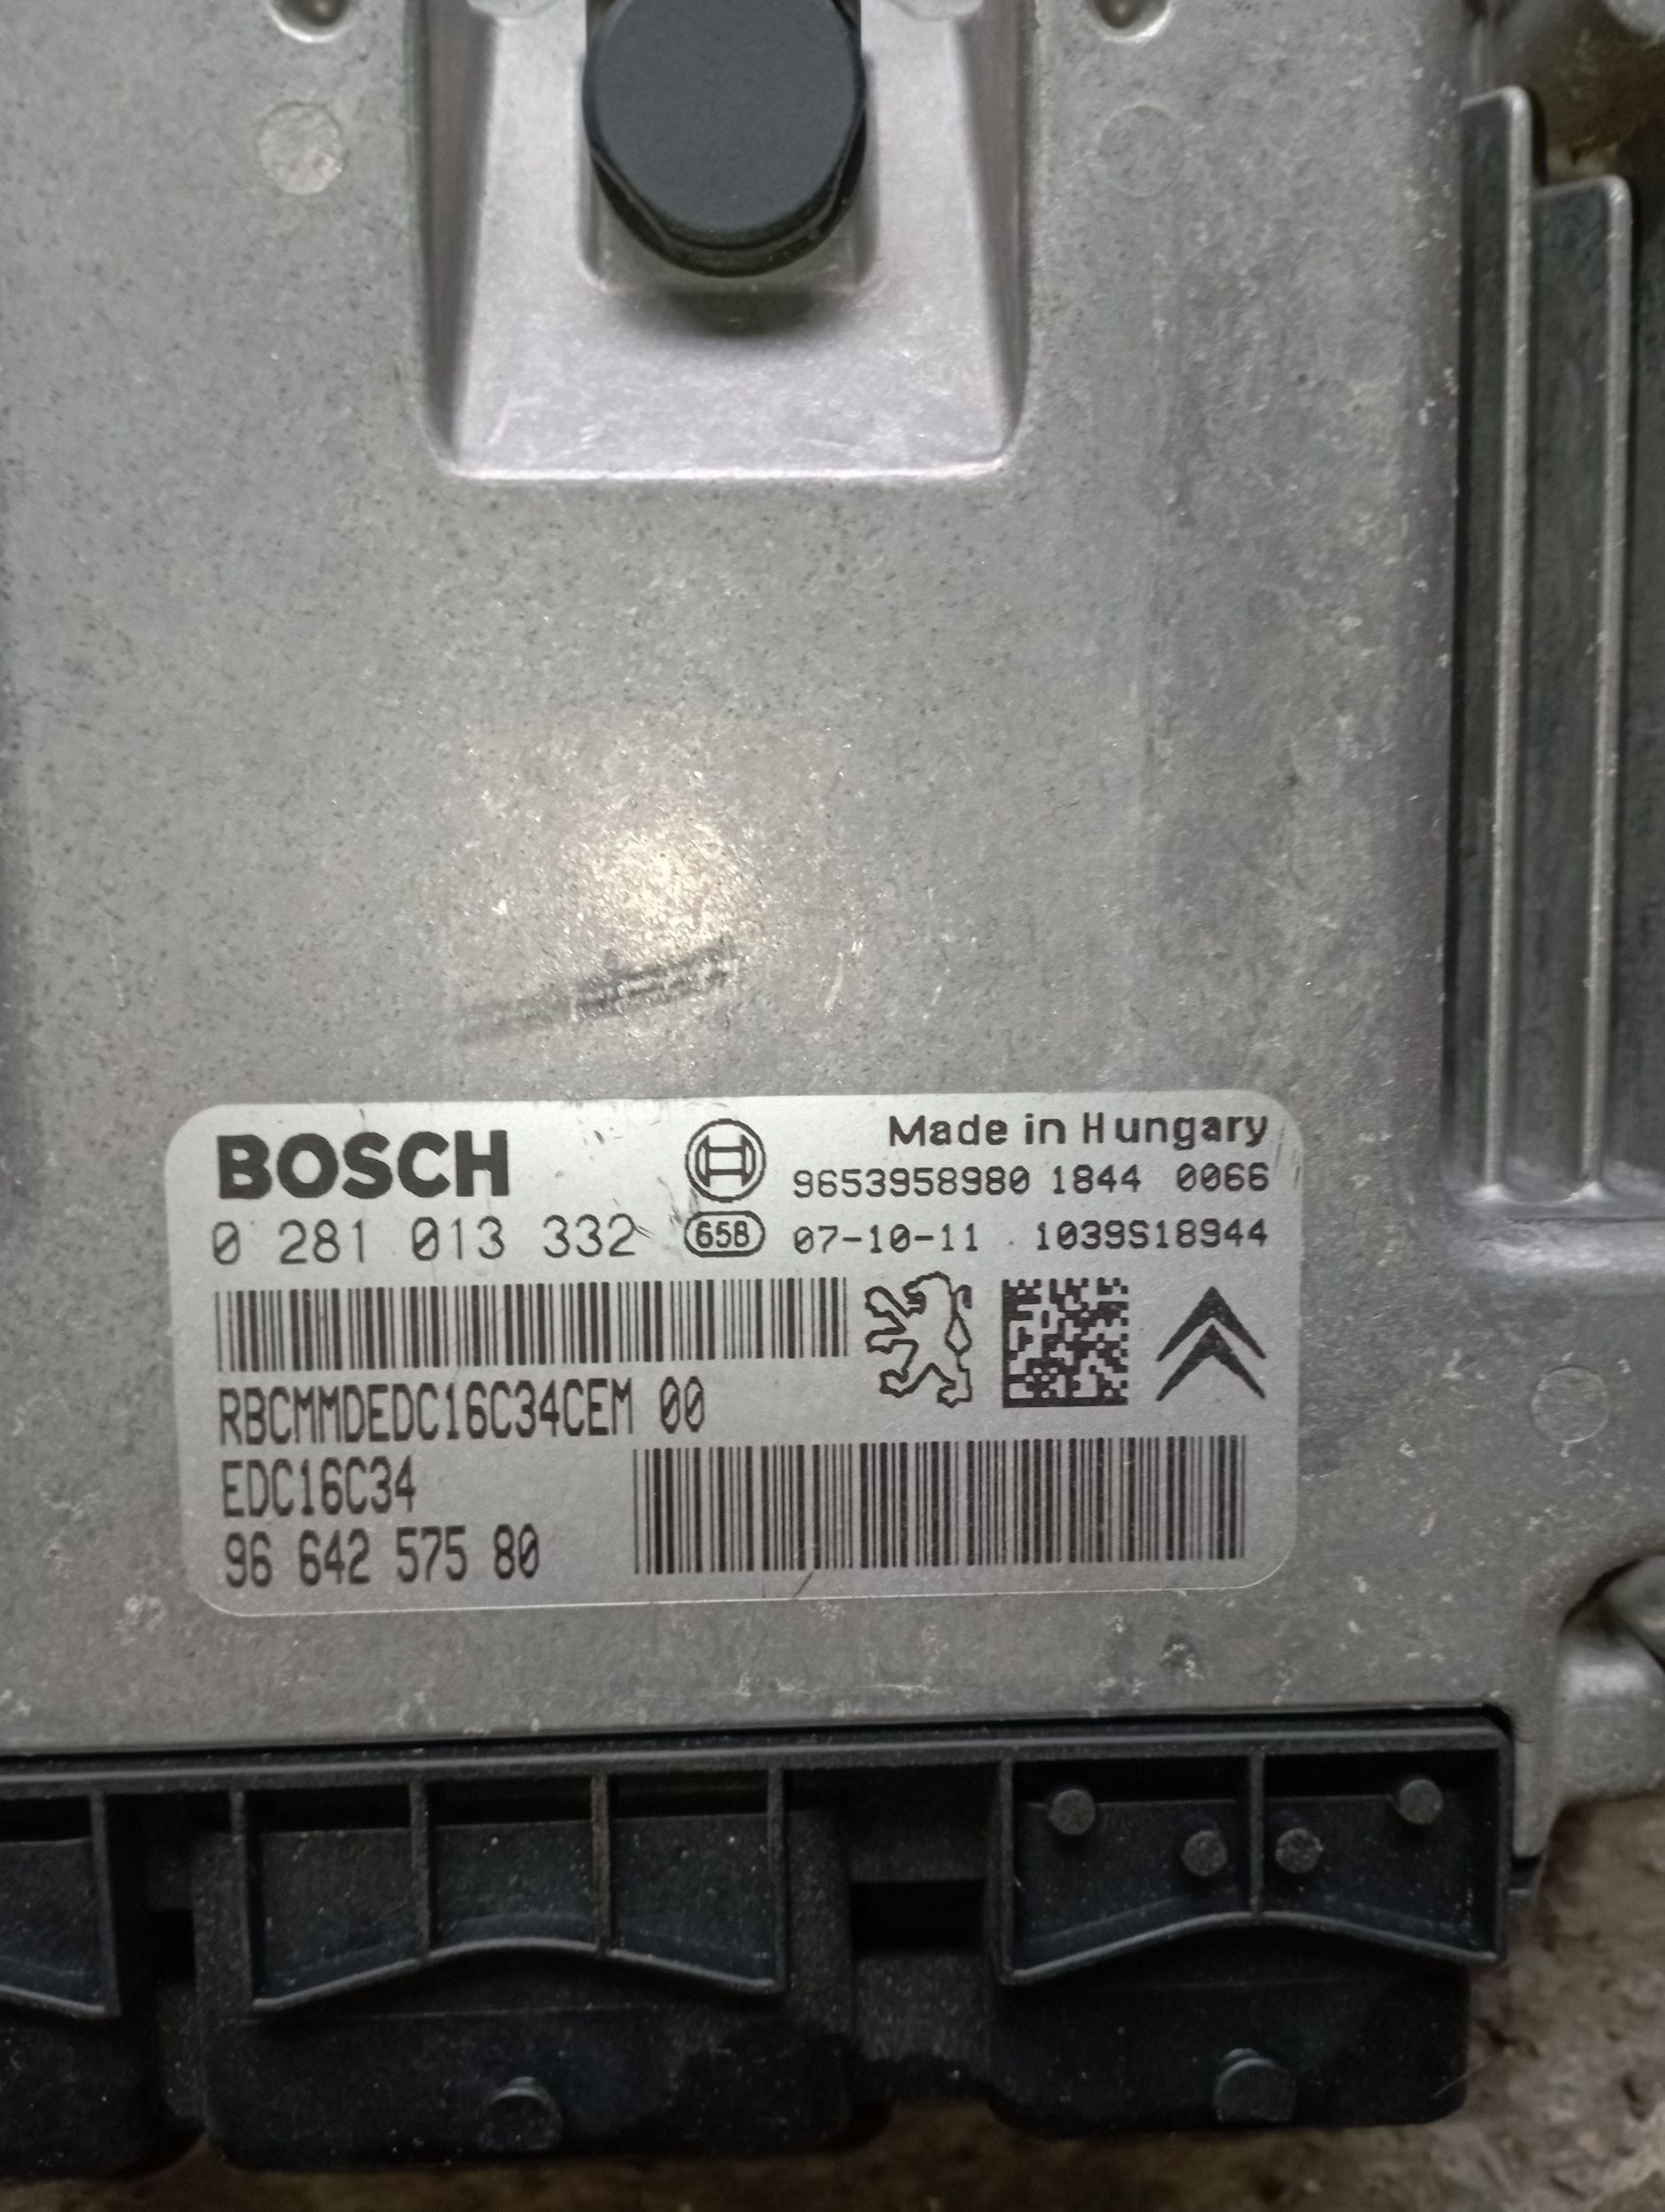 BOSCH
Made in Hungary
9653958980 1844 0066
0 281 013 332
658
07-10-11 1039S18944
RBCMMDEDC16C34CEM 00
EDC16C34
96 642 575 80